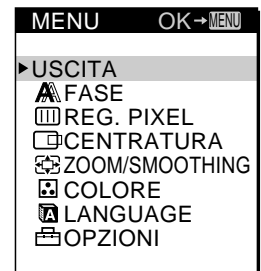 MENU OK→MENU
USCITA
FASE
REG. PIXEL
CENTRATURA
ZOOM/SMOOTHING
COLORE
LANGUAGE
OPZIONI